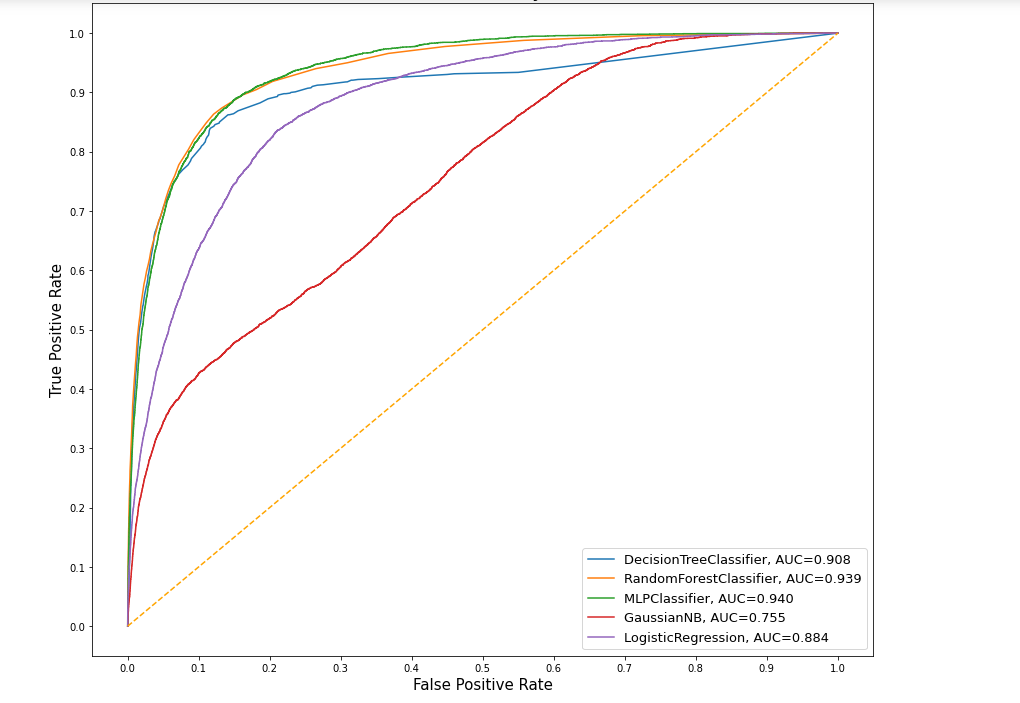 1.0
0.9
0.8
0.7
0.6
0.5
0.4
0.3
0.2
0.1
0.0
True Positive Rate
DecisionTreeClassifier, AUC=0.908
RandomForestClassifier, AUC=0.939
MLPClassifier, AUC=0.940
GaussianNB, AUC=0.755
LogisticRegression, AUC=0.884
0.0 0.1 0.2 0.3 0.4 0.5 0.6 0.7 0.8 0.9 1.0
False Positive Rate